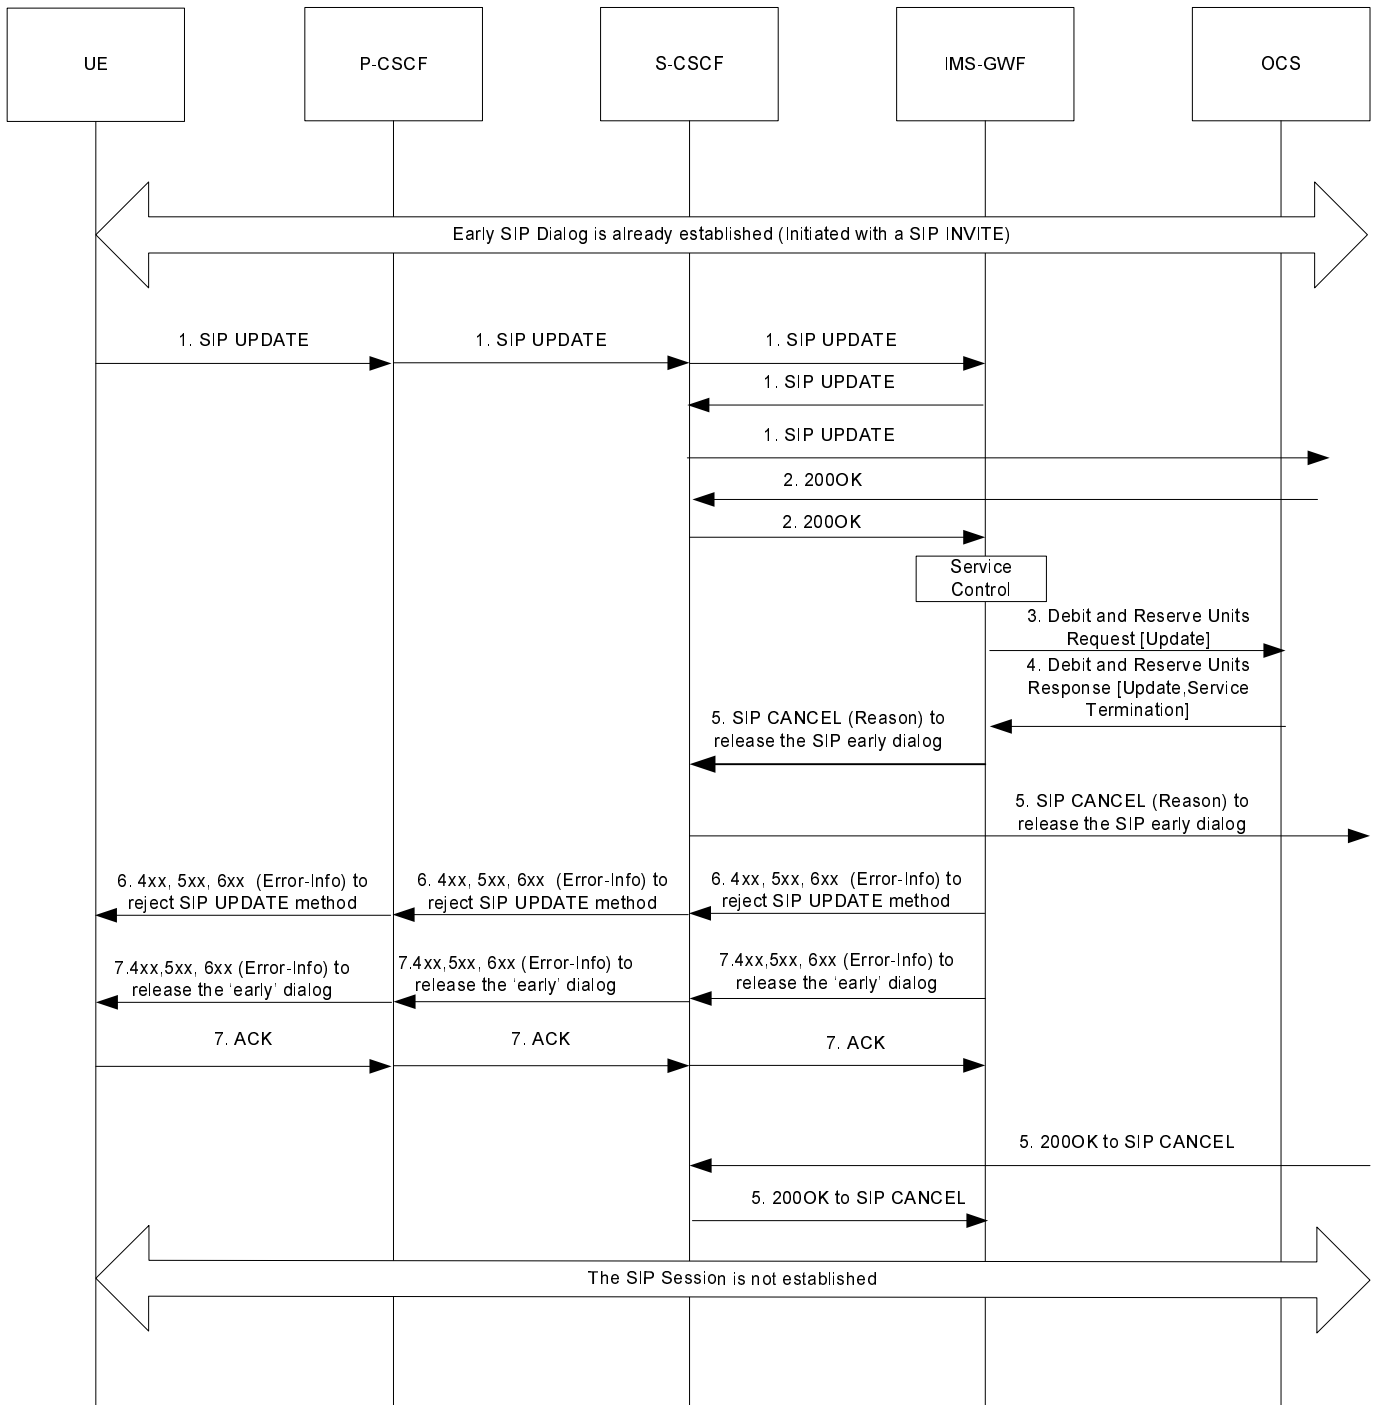 UE
P-CSCF
S-CSCF
IMS-GWF
OCS
Early SIP Dialog is already established (Initiated with a SIP INVITE)
1. SIP UPDATE
1. SIP UPDATE
1. SIP UPDATE
1. SIP UPDATE
1. SIP UPDATE
2. 200OK
2. 200OK
Service
Control
3. Debit and Reserve Units
Request [Update]
4. Debit and Reserve Units
Response [Update,Service
Termination]
5. SIP CANCEL (Reason) to
release the SIP early dialog
5. SIP CANCEL (Reason) to
release the SIP early dialog
6. 4xx, 5xx, 6xx (Error-Info) to
reject SIP UPDATE method
6. 4xx, 5xx, 6xx (Error-Info) to
reject SIP UPDATE method
6. 4xx, 5xx, 6xx (Error-Info) to
reject SIP UPDATE method
7.4xx,5xx, 6xx (Error-Info) to
release the ‘early’ dialog
7.4xx,5xx, 6xx (Error-Info) to
release the ‘early’ dialog
7.4xx,5xx, 6xx (Error-Info) to
release the ‘early’ dialog
7. ACK
7. ACK
7. ACK
5. 200OK to SIP CANCEL
5. 200OK to SIP CANCEL
The SIP Session is not established